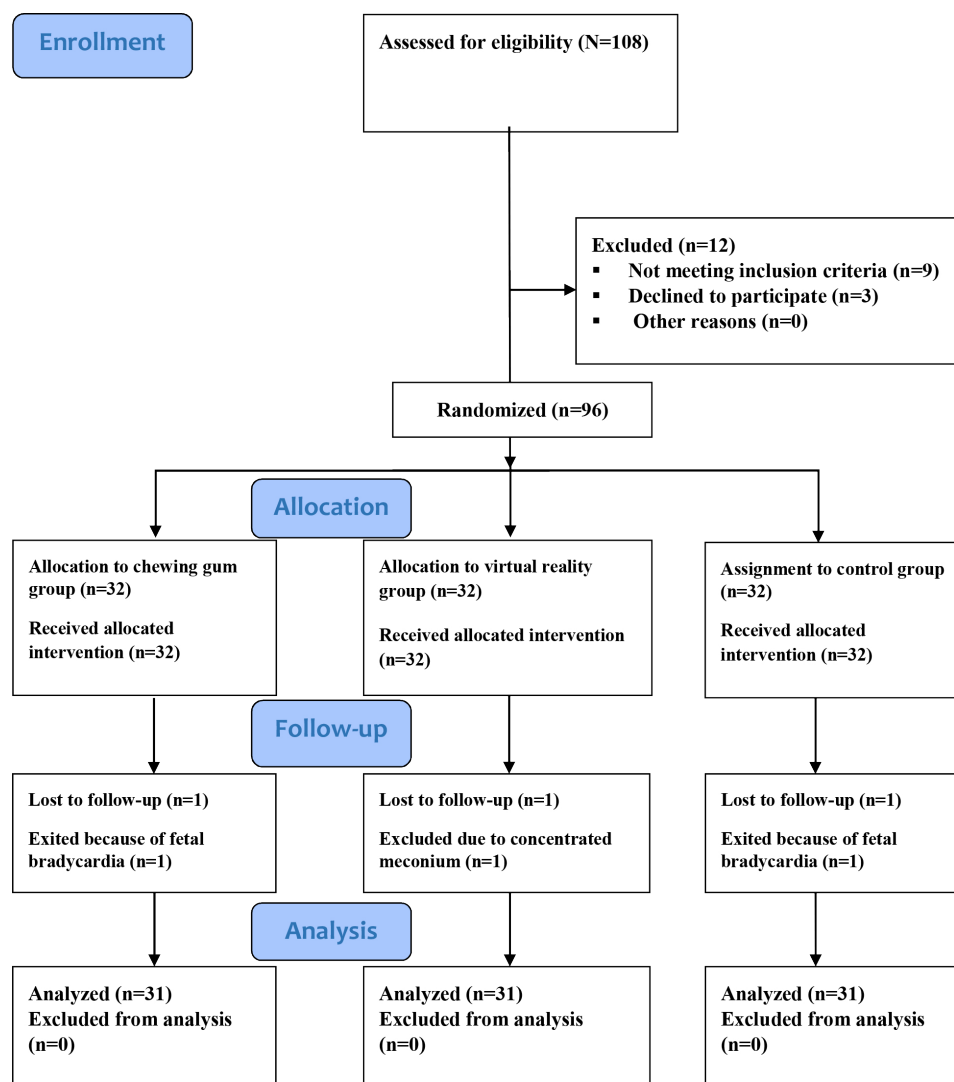 Enrollment
Assessed for eligibility (N=108)
Excluded (n=12)
▪ Not meeting inclusion criteria (n=9)
▪ Declined to participate (n=3)
▪ Other reasons (n=0)
Randomized (n=96)
Allocation
Allocation to chewing gum
group (n=32)
Received allocated
intervention (n=32)
Allocation to virtual reality
group (n=32)
Received allocated intervention
(n=32)
Assignment to control group
(n=32)
Received allocated
intervention (n=32)
Follow-up
Lost to follow-up (n=1)
Exited because of fetal
bradycardia (n=1)
Lost to follow-up (n=1)
Excluded due to concentrated
meconium (n=1)
Lost to follow-up (n=1)
Exited because of fetal
bradycardia (n=1)
Analysis
Analyzed (n=31)
Excluded from analysis
(n=0)
Analyzed (n=31)
Excluded from analysis
(n=0)
Analyzed (n=31)
Excluded from analysis
(n=0)